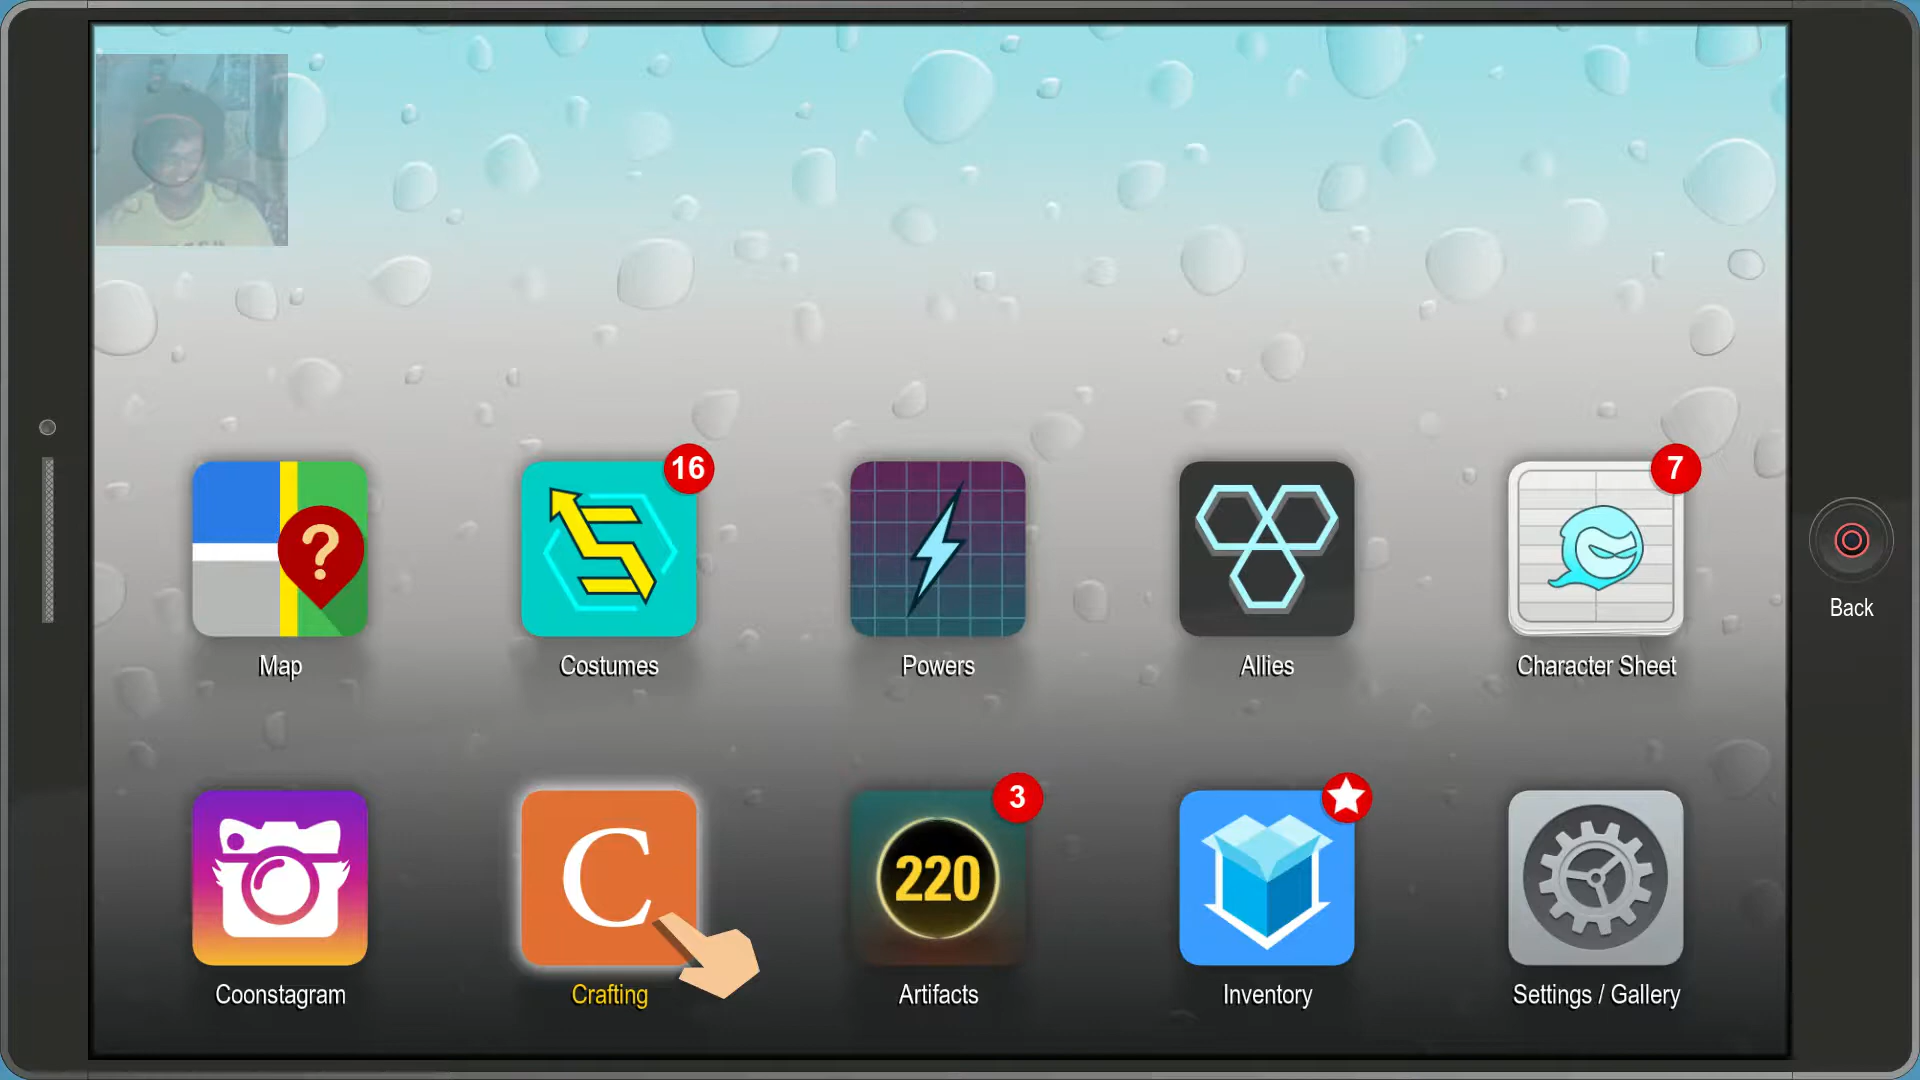 16
7
?
Map
Costumes
Powers
Allies
Character Sheet
Back
3
C
220
Coonstagram
Crafting
Artifacts
Inventory
Settings / Gallery